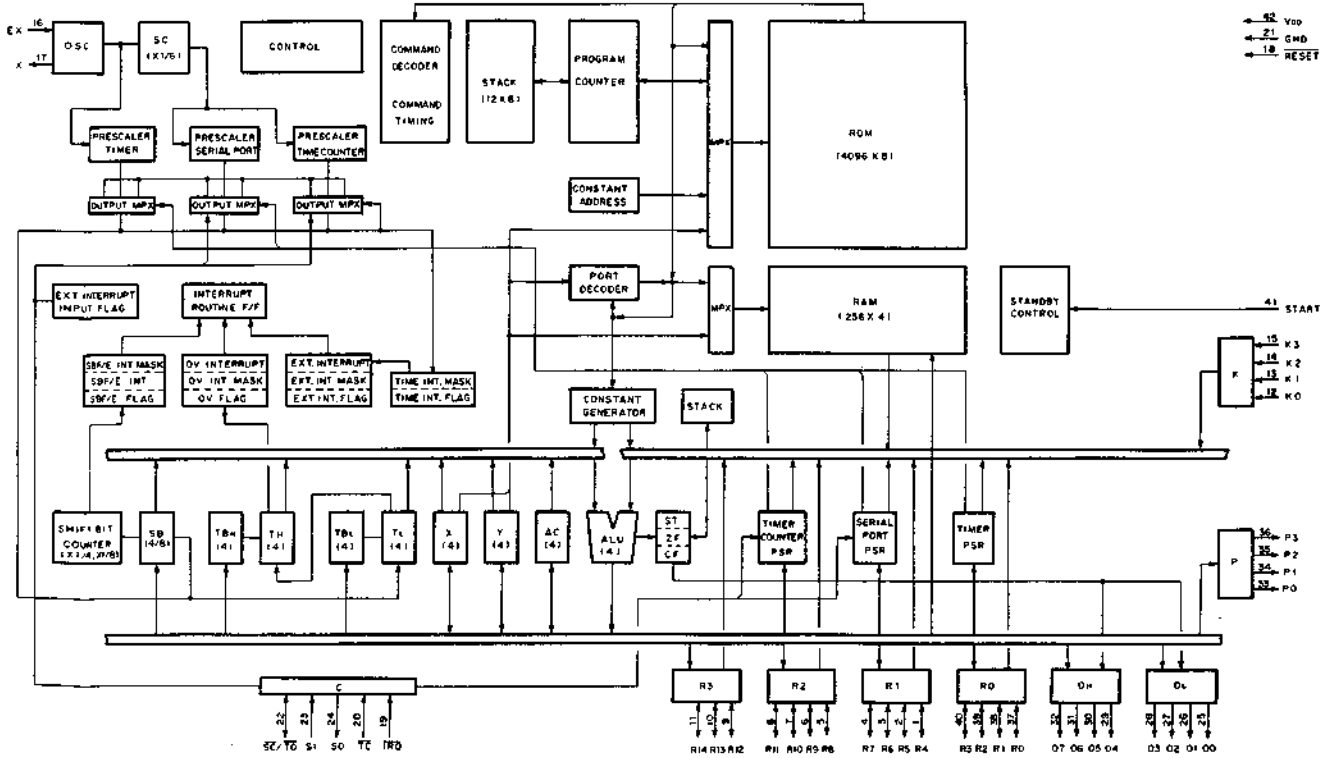 EX 16
X 17
OSC
SC
(X1/6)
CONTROL
COMMAND
DECODER
COMMAND
TIMING
STACK
(12X8)
PROGRAM
COUNTER
MPX
ROM
(4096 X 8)
42 VDD
21 GND
18 RESET
PRESCALER
TIMER
PRESCALER
SERIAL PORT
PRESCALER
TIMECOUNTER
OUTPUT MPX
OUTPUT MPX
OUTPUT MPX
CONSTANT
ADDRESS
EXT. INTERRUPT
INPUT FLAG
INTERRUPT
ROUTINE F/F
PORT
DECODER
MPX
RAM
(256 X 4)
STANDBY
CONTROL
41 START
SBF/E INT MASK
SBF/E INT
SBF/E FLAG
OV INTERRUPT
OV INT MASK
OV FLAG
EXT. INTERRUPT
EXT. INT MASK
EXT INT. FLAG
TIME INT. MASK
TIME INT. FLAG
CONSTANT
GENERATOR
ISTACK
K
15 K3
14 K2
13 K1
12 K0
SHIFT BIT
COUNTER
(X1/4, X1/8)
SB
(4/8)
TBH
(4)
TH
(4)
TBL
(4)
TL
(4)
X
(4)
Y
(4)
AC
(4)
ALU
(4)
ST
ZF
CF
TIMER
COUNTER
PSR
SERIAL
PORT
PSR
TIMER
PSR
P
36 P3
35 P2
34 P1
33 P0
C
R3
R2
R1
R0
OH
OL
22 23 24 20 19
SC/TO SI SO TC IRQ
11 10 9
R14 R13 R12
8 7 6 5
R11 R10 R9 R8
4 3 2 1
R7 R6 R5 R4
40 39 38 37
R3 R2 R1 R0
32 31 30 29
O7 O6 O5 O4
28 27 26 25
O3 O2 O1 O0